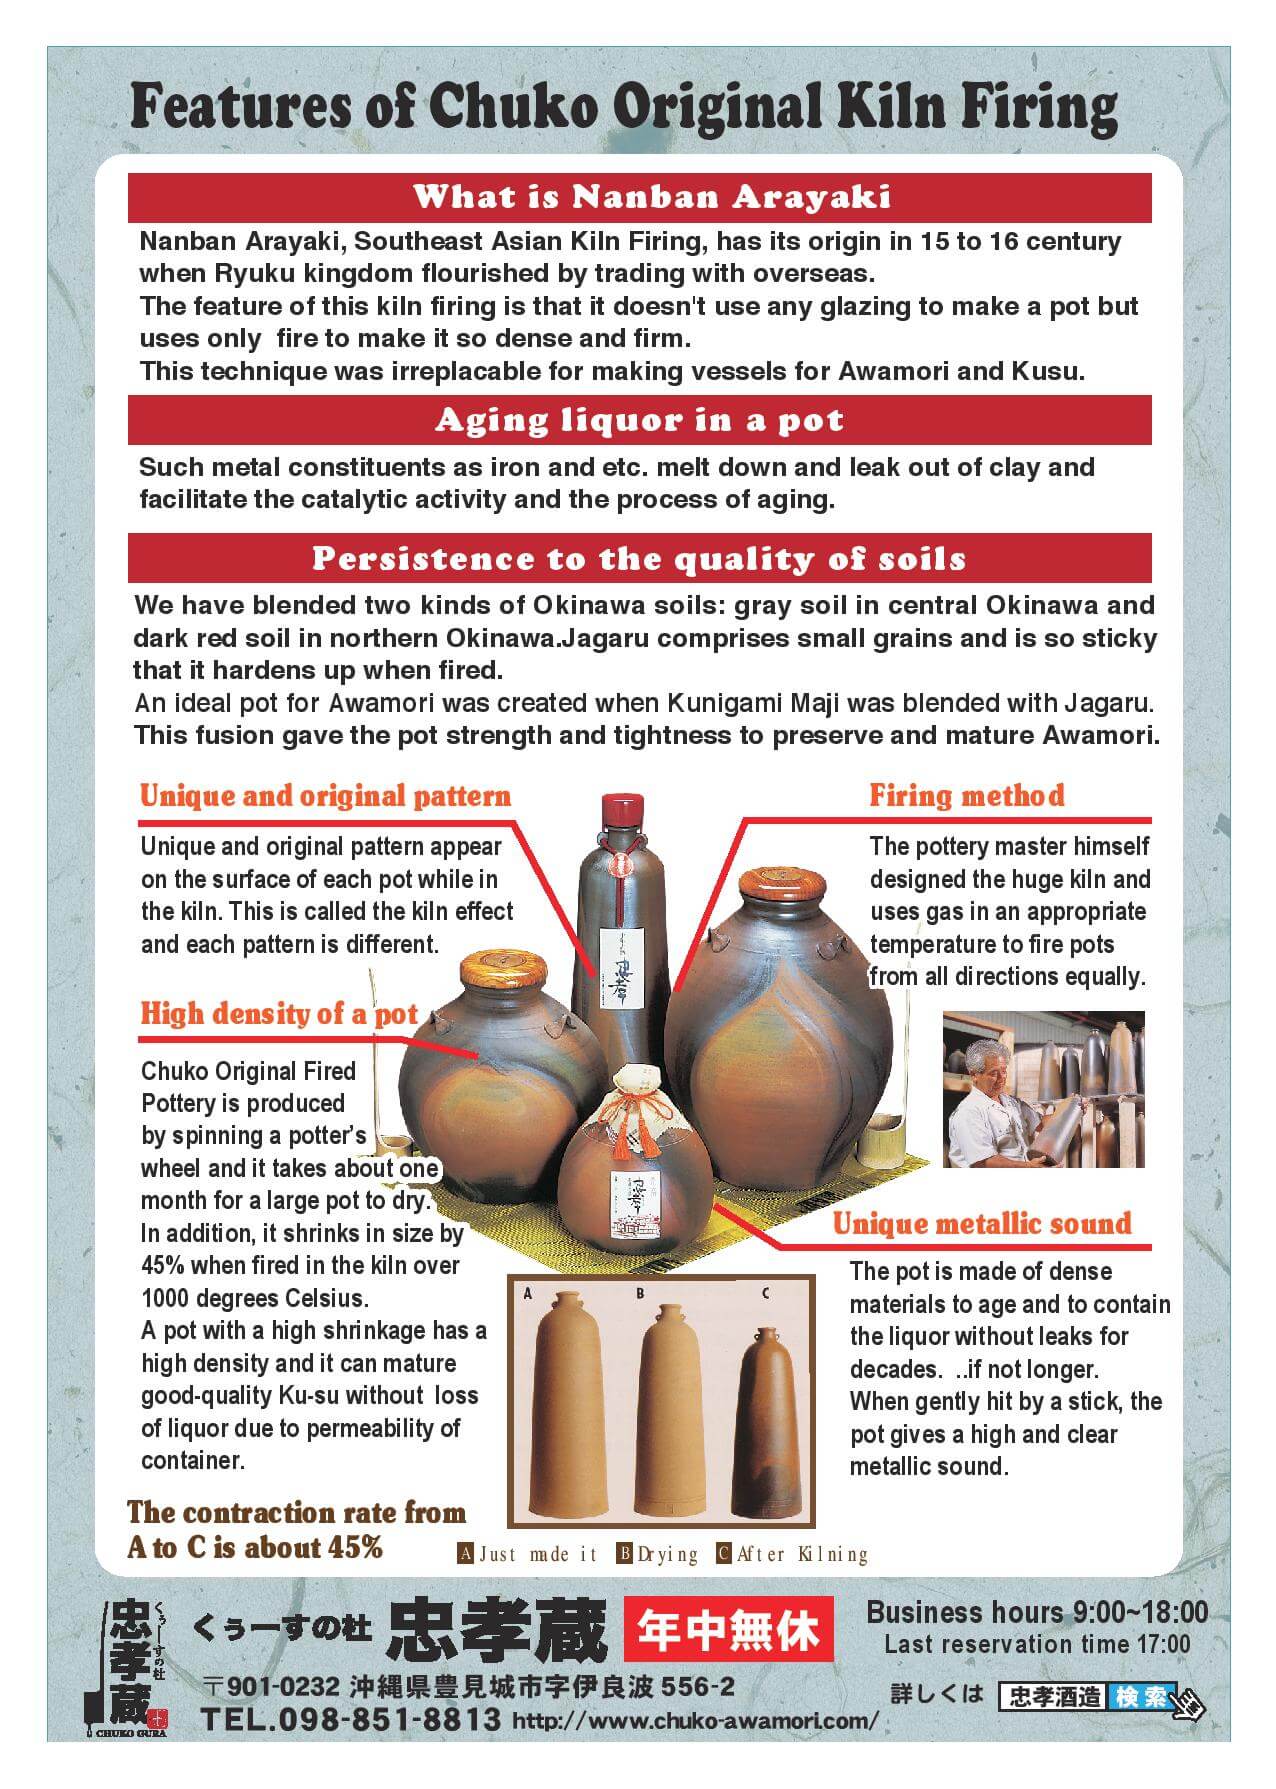 Features of Chuko Original Kiln Firing
What is Nanban Arayaki
Nanban Arayaki, Southeast Asian Kiln Firing, has its origin in 15 to 16 century
when Ryuku kingdom flourished by trading with overseas.
The feature of this kiln firing is that it doesn't use any glazing to make a pot but
uses only fire to make it so dense and firm.
This technique was irreplacable for making vessels for Awamori and Kusu.
Aging liquor in a pot
Such metal constituents as iron and etc. melt down and leak out of clay and
facilitate the catalytic activity and the process of aging.
Persistence to the quality of soils
We have blended two kinds of Okinawa soils: gray soil in central Okinawa and
dark red soil in northern Okinawa.Jagaru comprises small grains and is so sticky
that it hardens up when fired.
An ideal pot for Awamori was created when Kunigami Maji was blended with Jagaru.
This fusion gave the pot strength and tightness to preserve and mature Awamori.
Unique and original pattern
Unique and original pattern appear
on the surface of each pot while in
the kiln. This is called the kiln effect
and each pattern is different.
Firing method
The pottery master himself
designed the huge kiln and
uses gas in an appropriate
temperature to fire pots
from all directions equally.
High density of a pot
Chuko Original Fired
Pottery is produced
by spinning a potter's
wheel and it takes about one
month for a large pot to dry.
In addition, it shrinks in size by
45% when fired in the kiln over
1000 degrees Celsius.
A pot with a high shrinkage has a
high density and it can mature
good-quality Ku-su without loss
of liquor due to permeability of
container.
Unique metallic sound
The pot is made of dense
materials to age and to contain
the liquor without leaks for
decades. ..if not longer.
When gently hit by a stick, the
pot gives a high and clear
metallic sound.
忠孝
忠孝
A B C
The contraction rate from
A to C is about 45%
A Just made it B Drying C After Kilning
くぅーすの杜
忠孝蔵
CHUKO GURA
くぅーすの杜 忠孝蔵 年中無休
〒901-0232 沖縄県豊見城市字伊良波 556-2
TEL.098-851-8813 http://www.chuko-awamori.com/
Business hours 9:00~18:00
Last reservation time 17:00
詳しくは 忠孝酒造 検索